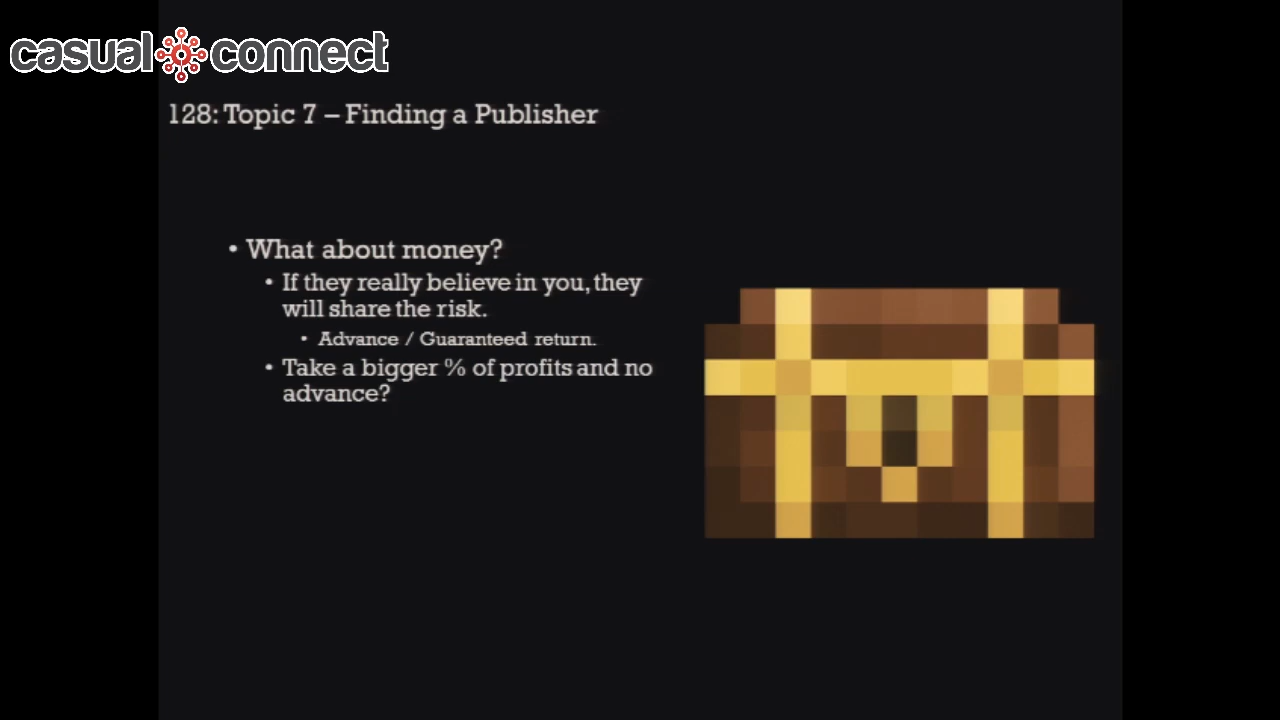 casual connect
128: Topic 7 – Finding a Publisher
• What about money?
• If they really believe in you, they
will share the risk.
• Advance / Guaranteed return.
• Take a bigger % of profits and no
advance?